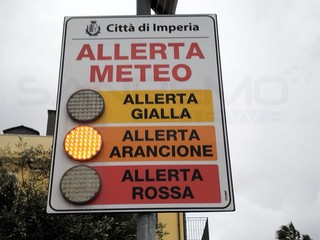 Città di Imperia
ALLERTA
METEO
ALLERTA
GIALLA
ALLERTA
ARANCIONE
ALLERTA
ROSSA